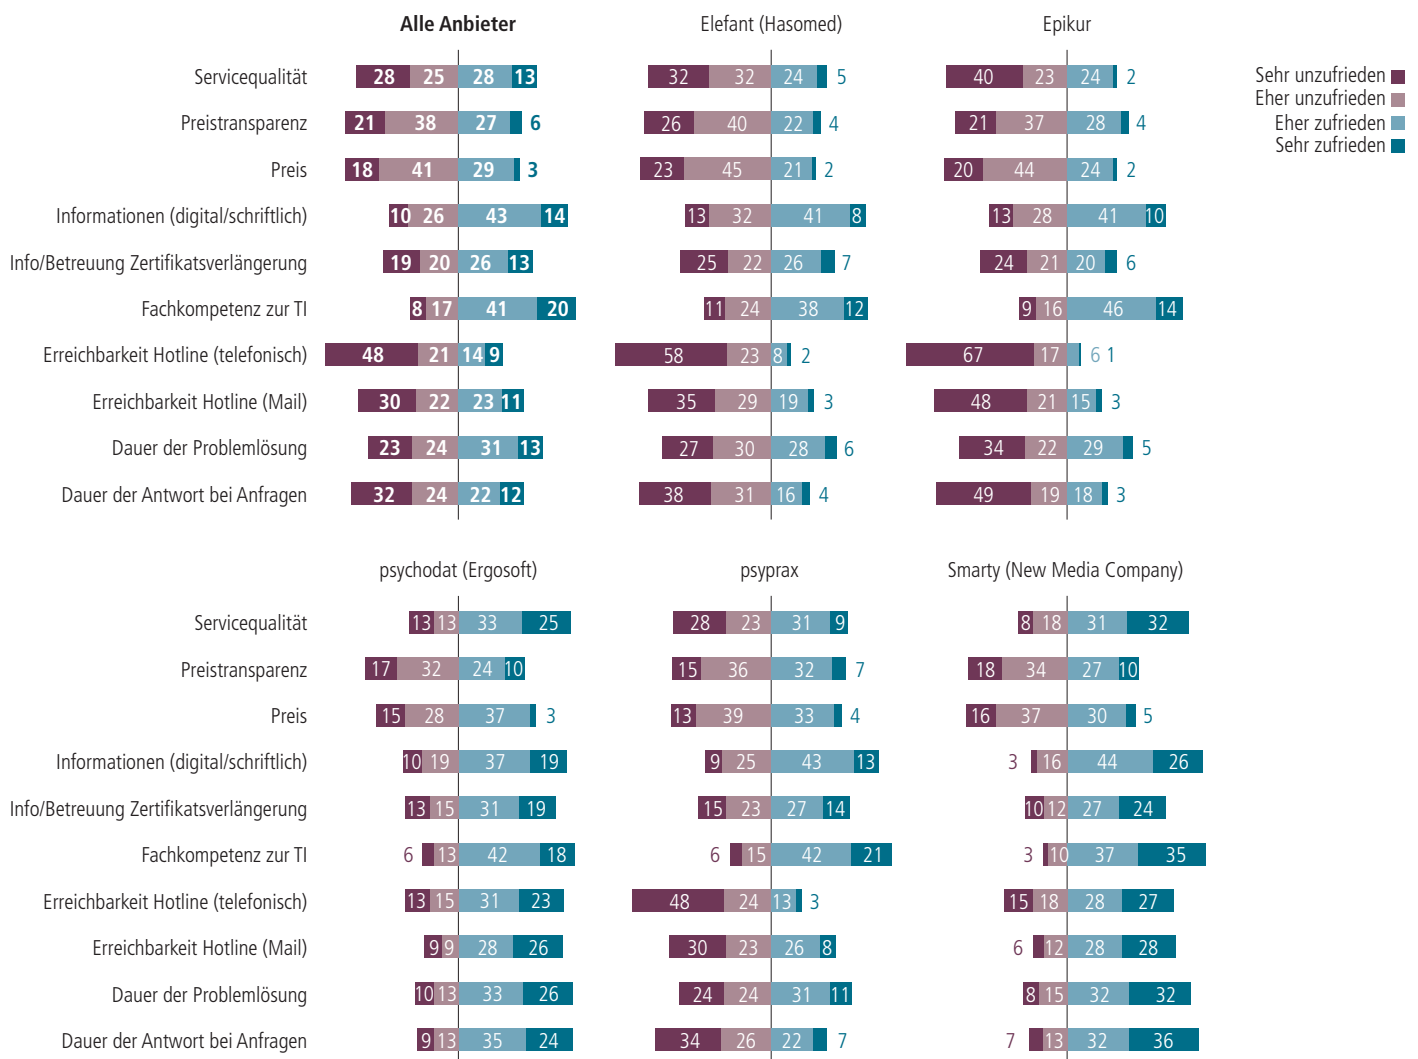 Alle Anbieter Elefant (Hasomed) Epikur
Sehr unzufrieden
Eher unzufrieden
Eher zufrieden
Sehr zufrieden
Servicequalität 28 25 28 13 32 32 24 5 40 23 24 2
Preistransparenz 21 38 27 6 26 40 22 4 21 37 28 4
Preis 18 41 29 3 23 45 21 2 20 44 24 2
Informationen (digital/schriftlich) 10 26 43 14 13 32 41 8 13 28 41 10
Info/Betreuung Zertifikatsverlängerung 19 20 26 13 25 22 26 7 24 21 20 6
Fachkompetenz zur TI 8 17 41 20 11 24 38 12 9 16 46 14
Erreichbarkeit Hotline (telefonisch) 48 21 14 9 58 23 8 2 67 17 6 1
Erreichbarkeit Hotline (Mail) 30 22 23 11 35 29 19 3 48 21 15 3
Dauer der Problemlösung 23 24 31 13 27 30 28 6 34 22 29 5
Dauer der Antwort bei Anfragen 32 24 22 12 38 31 16 4 49 19 18 3
psychodat (Ergosoft) psyprax Smarty (New Media Company)
Servicequalität 13 13 33 25 28 23 31 9 8 18 31 32
Preistransparenz 17 32 24 10 15 36 32 7 18 34 27 10
Preis 15 28 37 3 13 39 33 4 16 37 30 5
Informationen (digital/schriftlich) 10 19 37 19 9 25 43 13 3 16 44 26
Info/Betreuung Zertifikatsverlängerung 13 15 31 19 15 23 27 14 10 12 27 24
Fachkompetenz zur TI 6 13 42 18 6 15 42 21 3 10 37 35
Erreichbarkeit Hotline (telefonisch) 13 15 31 23 48 24 13 3 15 18 28 27
Erreichbarkeit Hotline (Mail) 9 9 28 26 30 23 26 8 6 12 28 28
Dauer der Problemlösung 10 13 33 26 24 24 31 11 8 15 32 32
Dauer der Antwort bei Anfragen 9 13 35 24 34 26 22 7 7 13 32 36